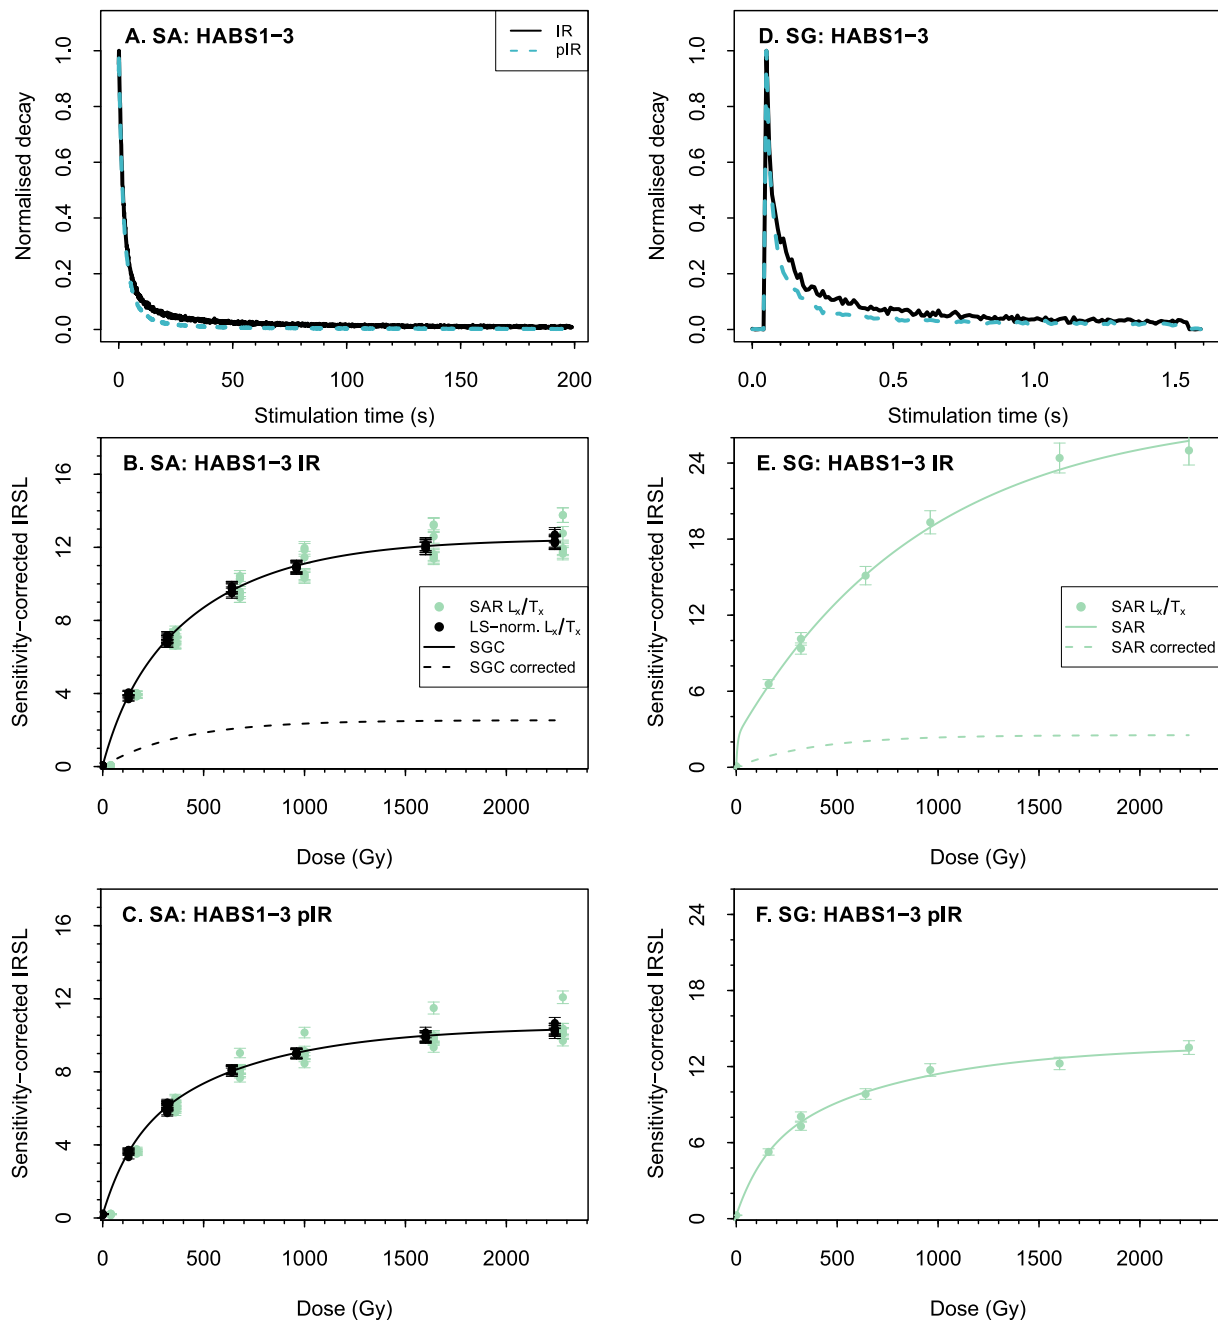 A. SA: HABS1−3
IR
pIR
Normalised decay
1.0
0.8
0.6
0.4
0.2
0.0
0 50 100 150 200
Stimulation time (s)
D. SG: HABS1−3
Normalised decay
1.0
0.8
0.6
0.4
0.2
0.0
0.0 0.5 1.0 1.5
Stimulation time (s)
B. SA: HABS1−3 IR
Sensitivity−corrected IRSL
16
12
8
4
0
SAR Lx/Tx
LS−norm. Lx/Tx
SGC
SGC corrected
0 500 1000 1500 2000
Dose (Gy)
E. SG: HABS1−3 IR
Sensitivity−corrected IRSL
24
18
12
6
0
SAR Lx/Tx
SAR
SAR corrected
0 500 1000 1500 2000
Dose (Gy)
C. SA: HABS1−3 pIR
Sensitivity−corrected IRSL
16
12
8
4
0
0 500 1000 1500 2000
Dose (Gy)
F. SG: HABS1−3 pIR
Sensitivity−corrected IRSL
24
18
12
6
0
0 500 1000 1500 2000
Dose (Gy)